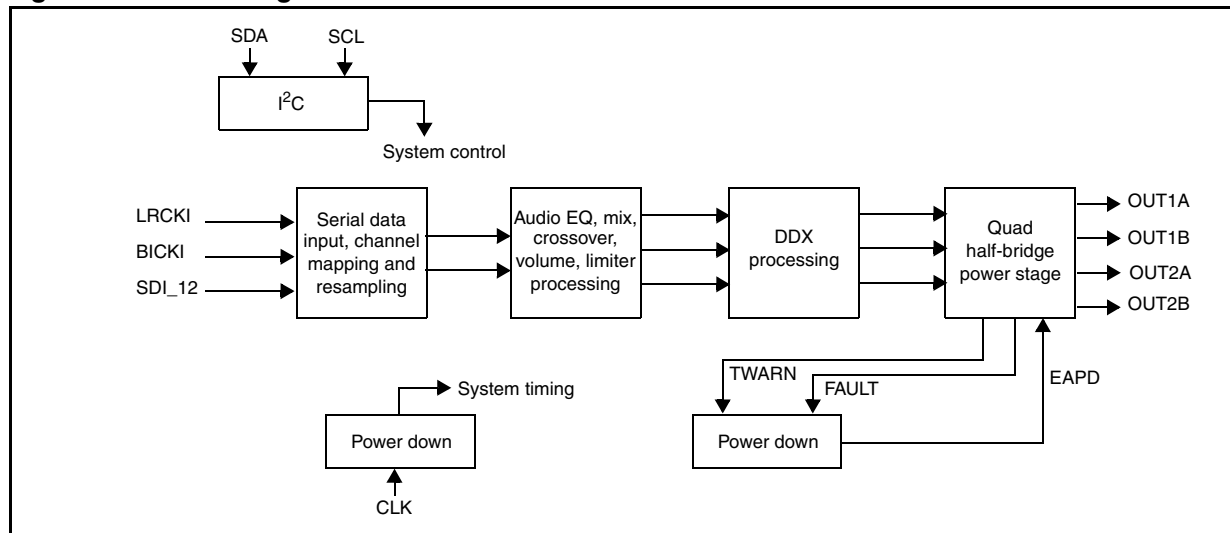 SDA
SCL
I²C
System control
LRCKI
BICKI
SDI_12
Serial data
input, channel
mapping and
resampling
Audio EQ, mix,
crossover,
volume, limiter
processing
DDX
processing
Quad
half-bridge
power stage
OUT1A
OUT1B
OUT2A
OUT2B
TWARN
FAULT
EAPD
System timing
Power down
Power down
CLK